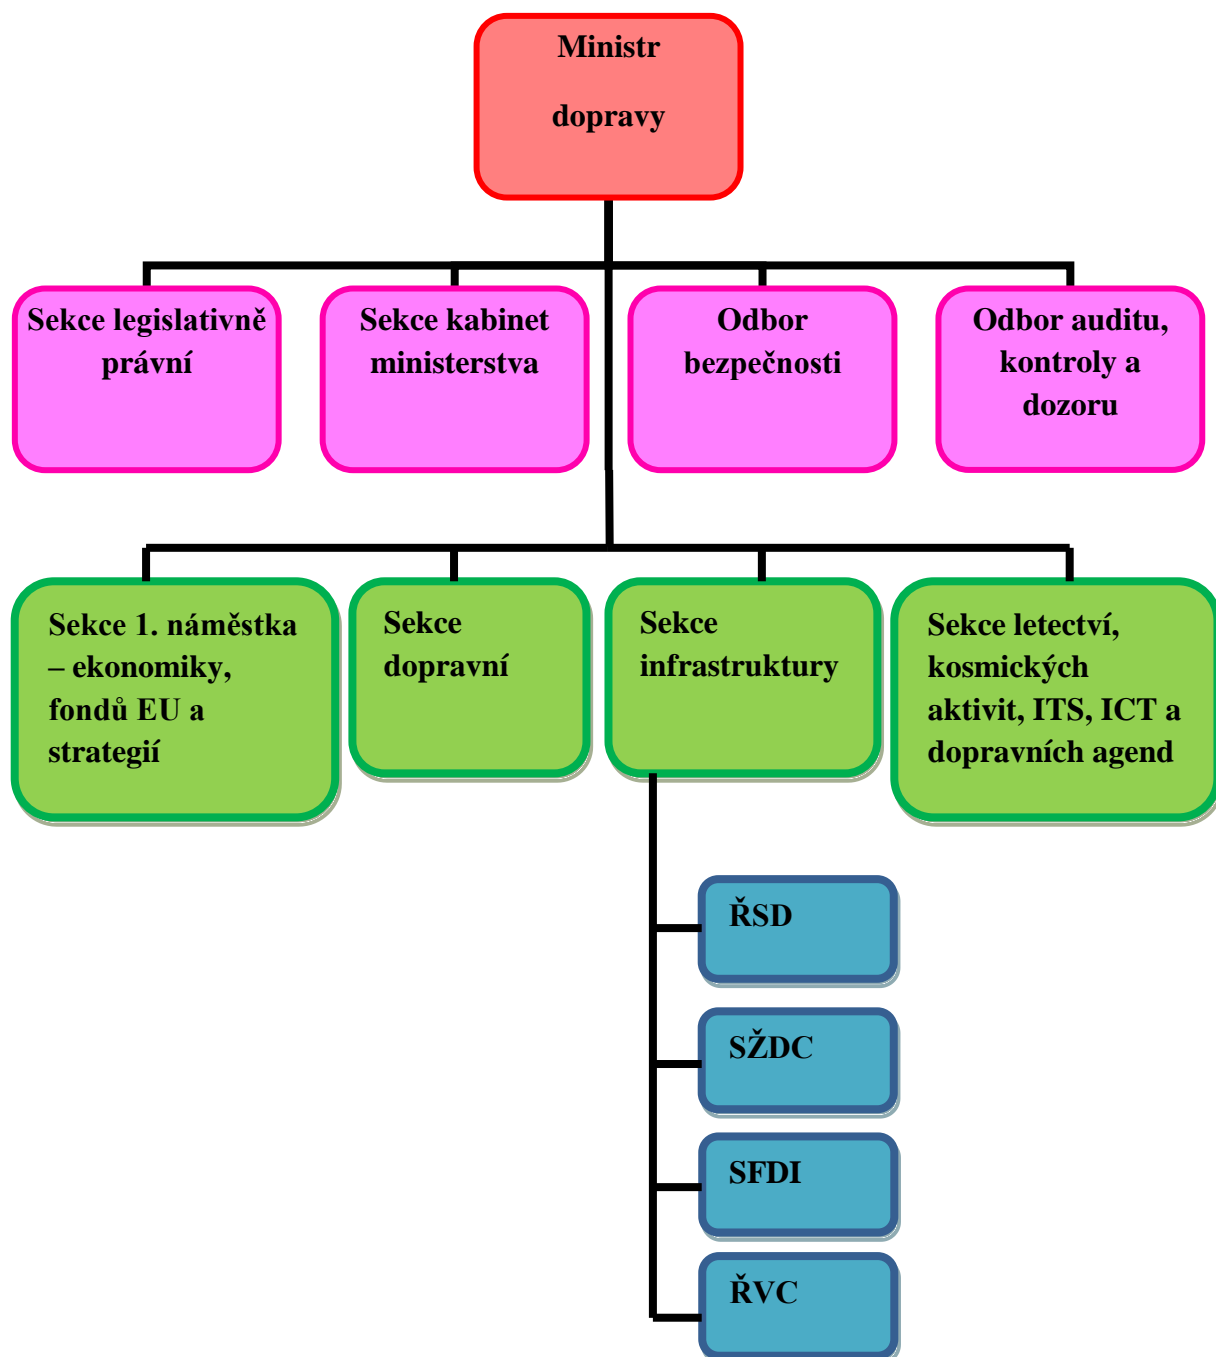 Ministr
dopravy
Sekce legislativně
právní
Sekce kabinet
ministerstva
Odbor
bezpečnosti
Odbor auditu,
kontroly a
dozoru
Sekce 1. náměstka
– ekonomiky,
fondů EU a
strategií
Sekce
dopravní
Sekce
infrastruktury
Sekce letectví,
kosmických
aktivit, ITS, ICT a
dopravních agend
ŘSD
SŽDC
SFDI
ŘVC